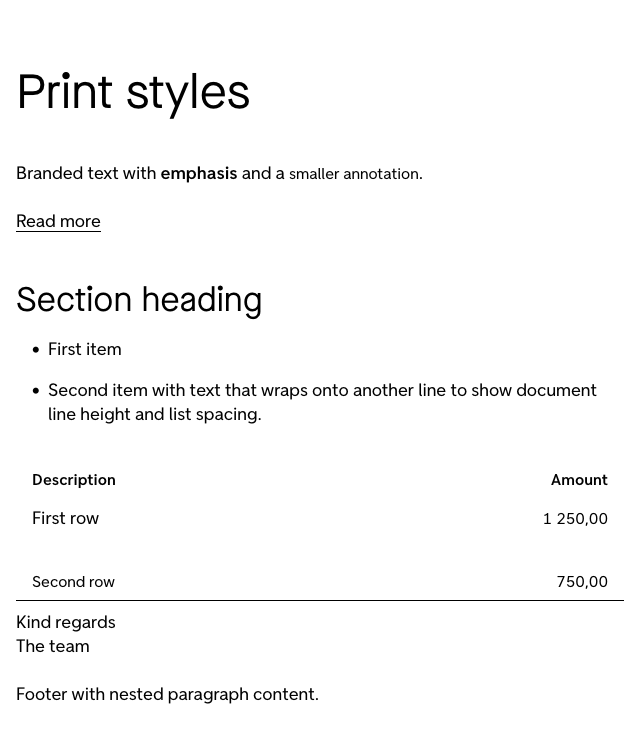 Print styles
Branded text with emphasis and a smaller annotation.
Read more
Section heading
• First item
• Second item with text that wraps onto another line to show document
line height and list spacing.
Description Amount
First row 1 250,00
Second row 750,00
Kind regards
The team
Footer with nested paragraph content.